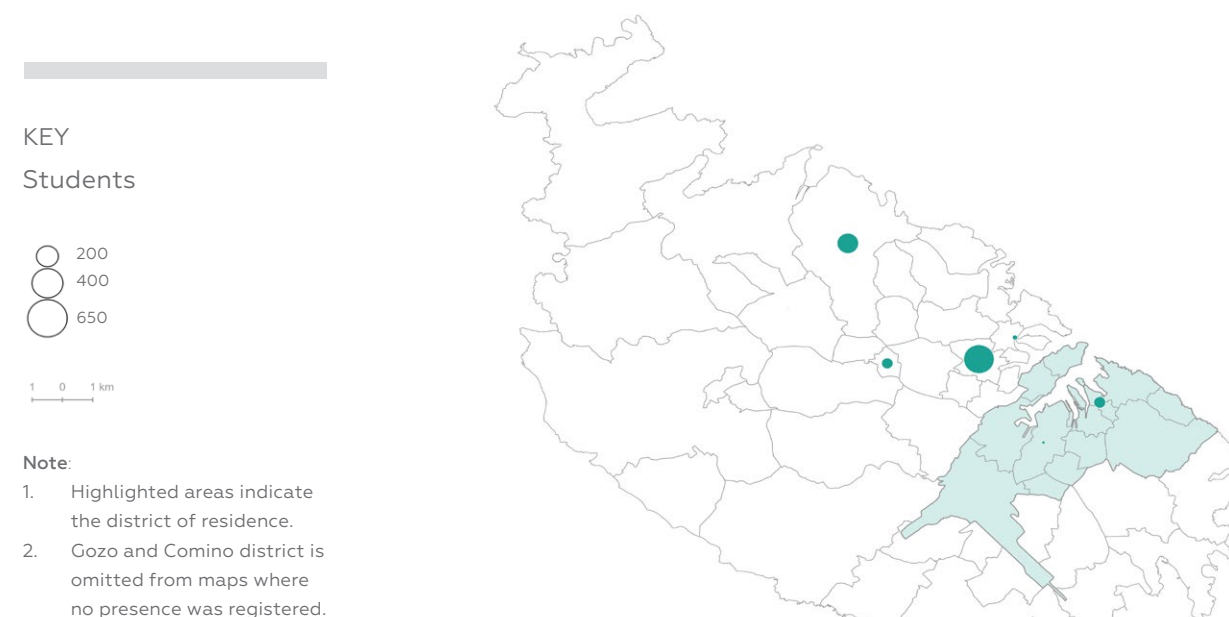 KEY
Students
200
400
650
1 0 1 km
Note:
1. Highlighted areas indicate
the district of residence.
2. Gozo and Comino district is
omitted from maps where
no presence was registered.